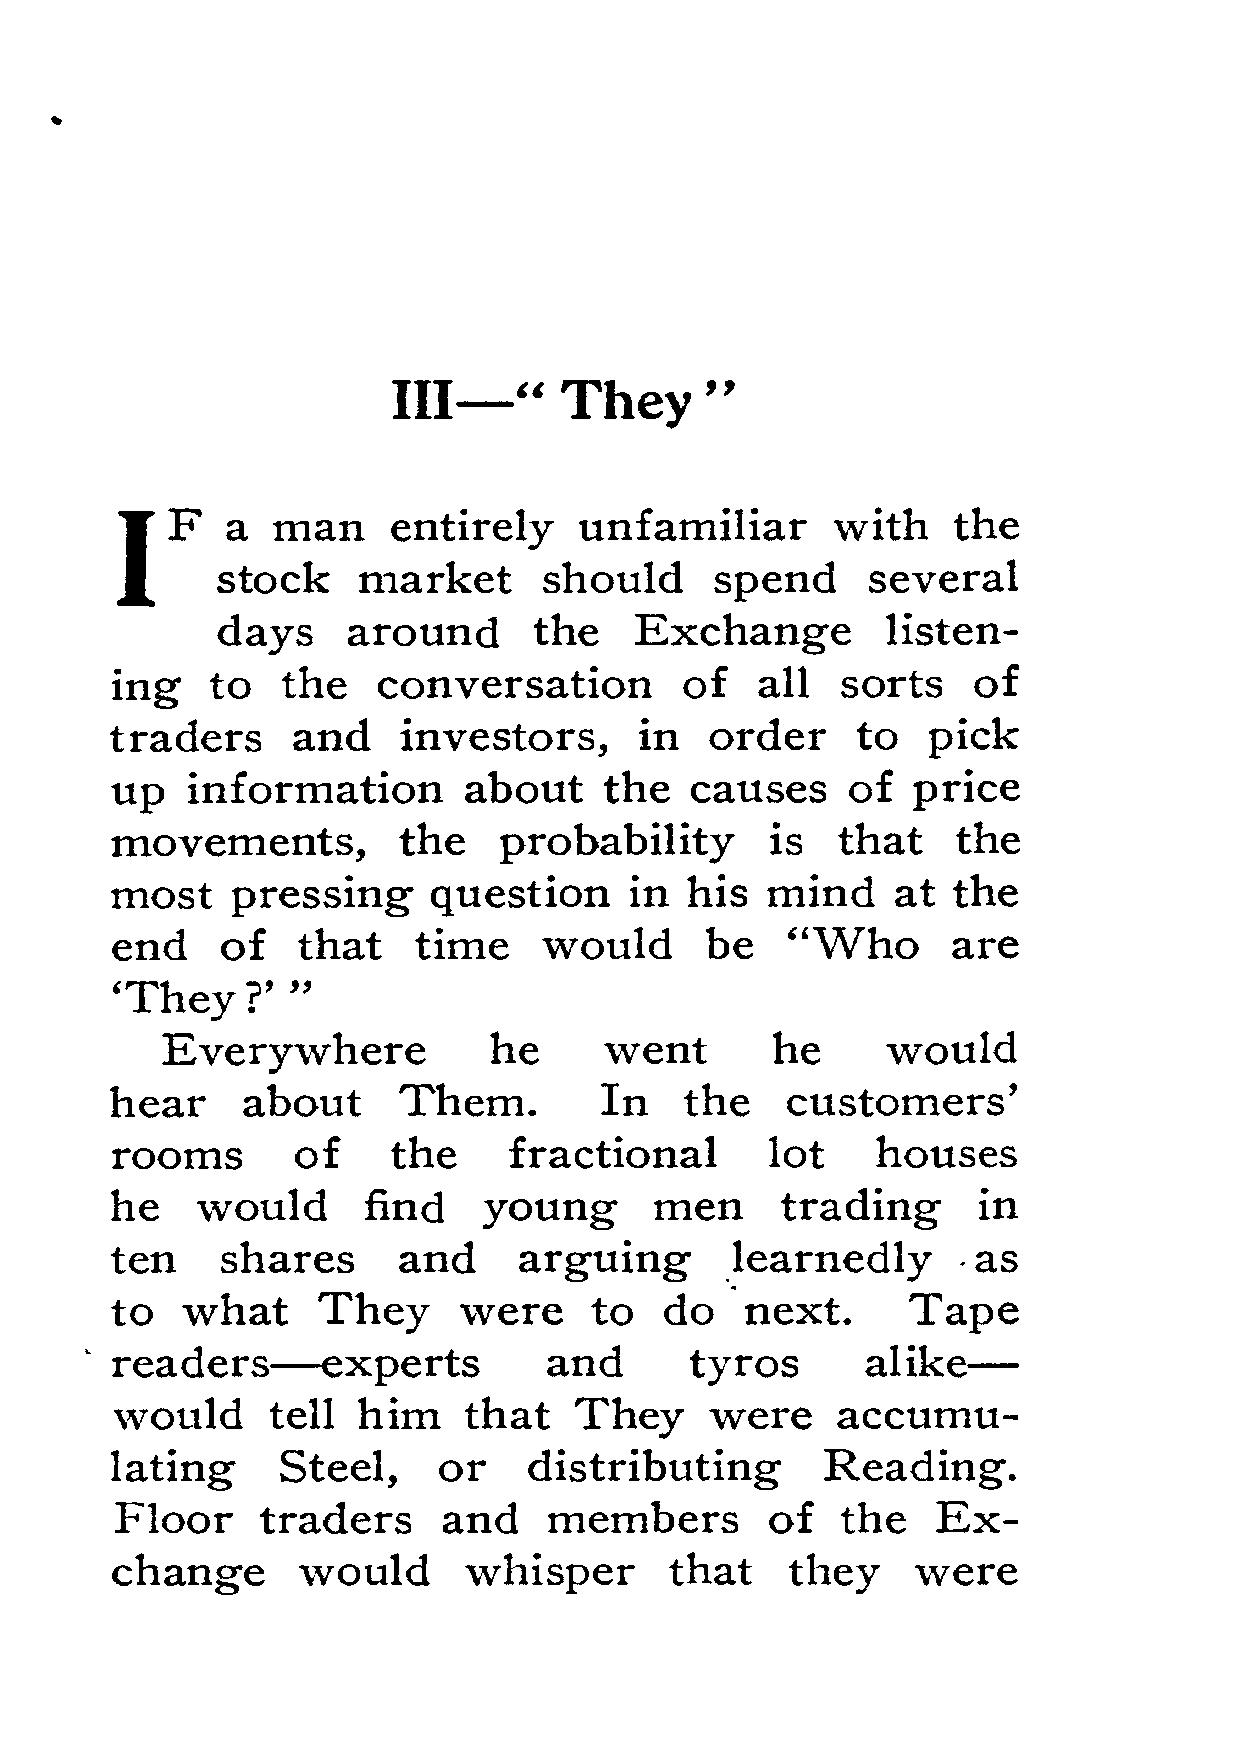 III—“ They ”
IF a man entirely unfamiliar with the
stock market should spend several
days around the Exchange listen-
ing to the conversation of all sorts of
traders and investors, in order to pick
up information about the causes of price
movements, the probability is that the
most pressing question in his mind at the
end of that time would be “Who are
‘They ?’ ”
Everywhere he went he would
hear about Them. In the customers’
rooms of the fractional lot houses
he would find young men trading in
ten shares and arguing learnedly as
to what They were to do next. Tape
readers—experts and tyros alike—
would tell him that They were accumu-
lating Steel, or distributing Reading.
Floor traders and members of the Ex-
change would whisper that they were